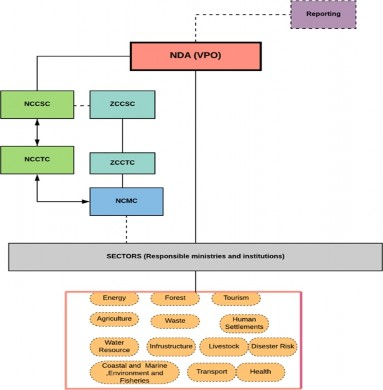 Reporting
NDA (VPO)
NCCSC
ZCCSC
NCCTC
ZCCTC
NCMC
SECTORS (Responsible ministries and institutions)
Energy
Forest
Tourism
Agriculture
Waste
Human
Settlements
Water
Resource
Infrastructure
Livestock
Disester Risk
Coastal and Marine
,Environment and
Fisheries
Transport
Health